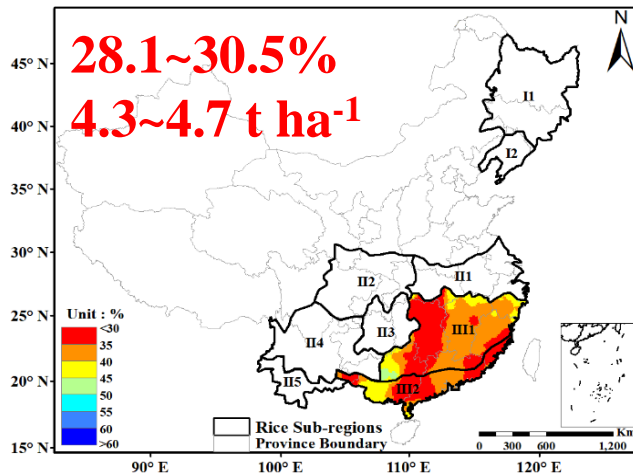 28.1~30.5%
4.3~4.7 t ha-1
N
45° N
40° N
35° N
30° N
25° N
20° N
15° N
I1
I2
II1
II2
II3
II4
II5
III1
III2
Unit : %
<30
35
40
45
50
55
60
>60
Rice Sub-regions
Province Boundary
Km
0 300 600 1,200
90° E
100° E
110° E
120° E